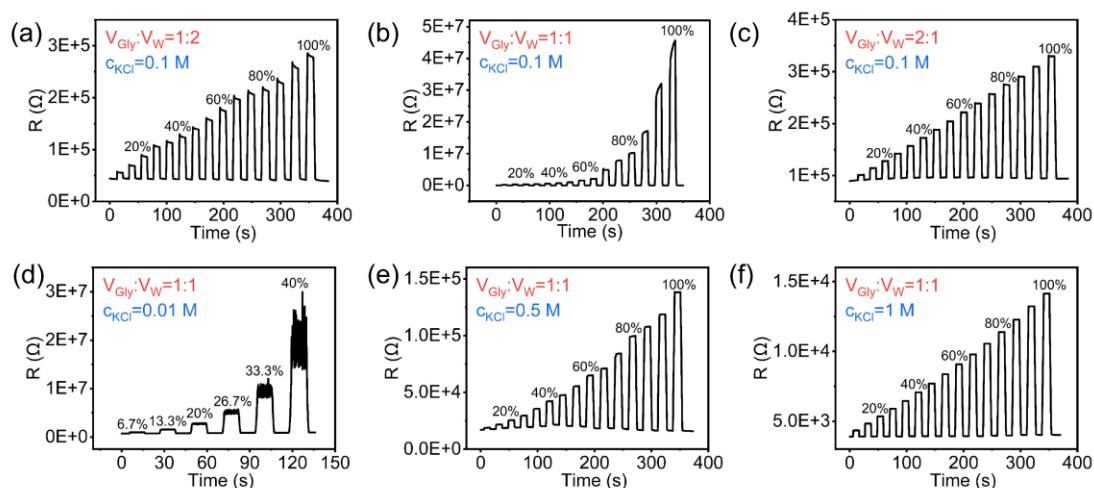 (a)
V_Gly:V_W=1:2
c_KCl=0.1 M
100%
80%
60%
40%
20%
3E+5
2E+5
1E+5
0E+0
R (Ω)
0 100 200 300 400
Time (s)
(b)
V_Gly:V_W=1:1
c_KCl=0.1 M
100%
80%
60%
40%
20%
5E+7
4E+7
3E+7
2E+7
1E+7
0E+0
R (Ω)
0 100 200 300 400
Time (s)
(c)
V_Gly:V_W=2:1
c_KCl=0.1 M
100%
80%
60%
40%
20%
4E+5
3E+5
2E+5
1E+5
R (Ω)
0 100 200 300 400
Time (s)
(d)
V_Gly:V_W=1:1
c_KCl=0.01 M
40%
33.3%
26.7%
20%
13.3%
6.7%
3E+7
2E+7
1E+7
0E+0
R (Ω)
0 30 60 90 120 150
Time (s)
(e)
V_Gly:V_W=1:1
c_KCl=0.5 M
100%
80%
60%
40%
20%
1.5E+5
1.0E+5
5.0E+4
0.0E+0
R (Ω)
0 100 200 300 400
Time (s)
(f)
V_Gly:V_W=1:1
c_KCl=1 M
100%
80%
60%
40%
20%
1.5E+4
1.0E+4
5.0E+3
R (Ω)
0 100 200 300 400
Time (s)